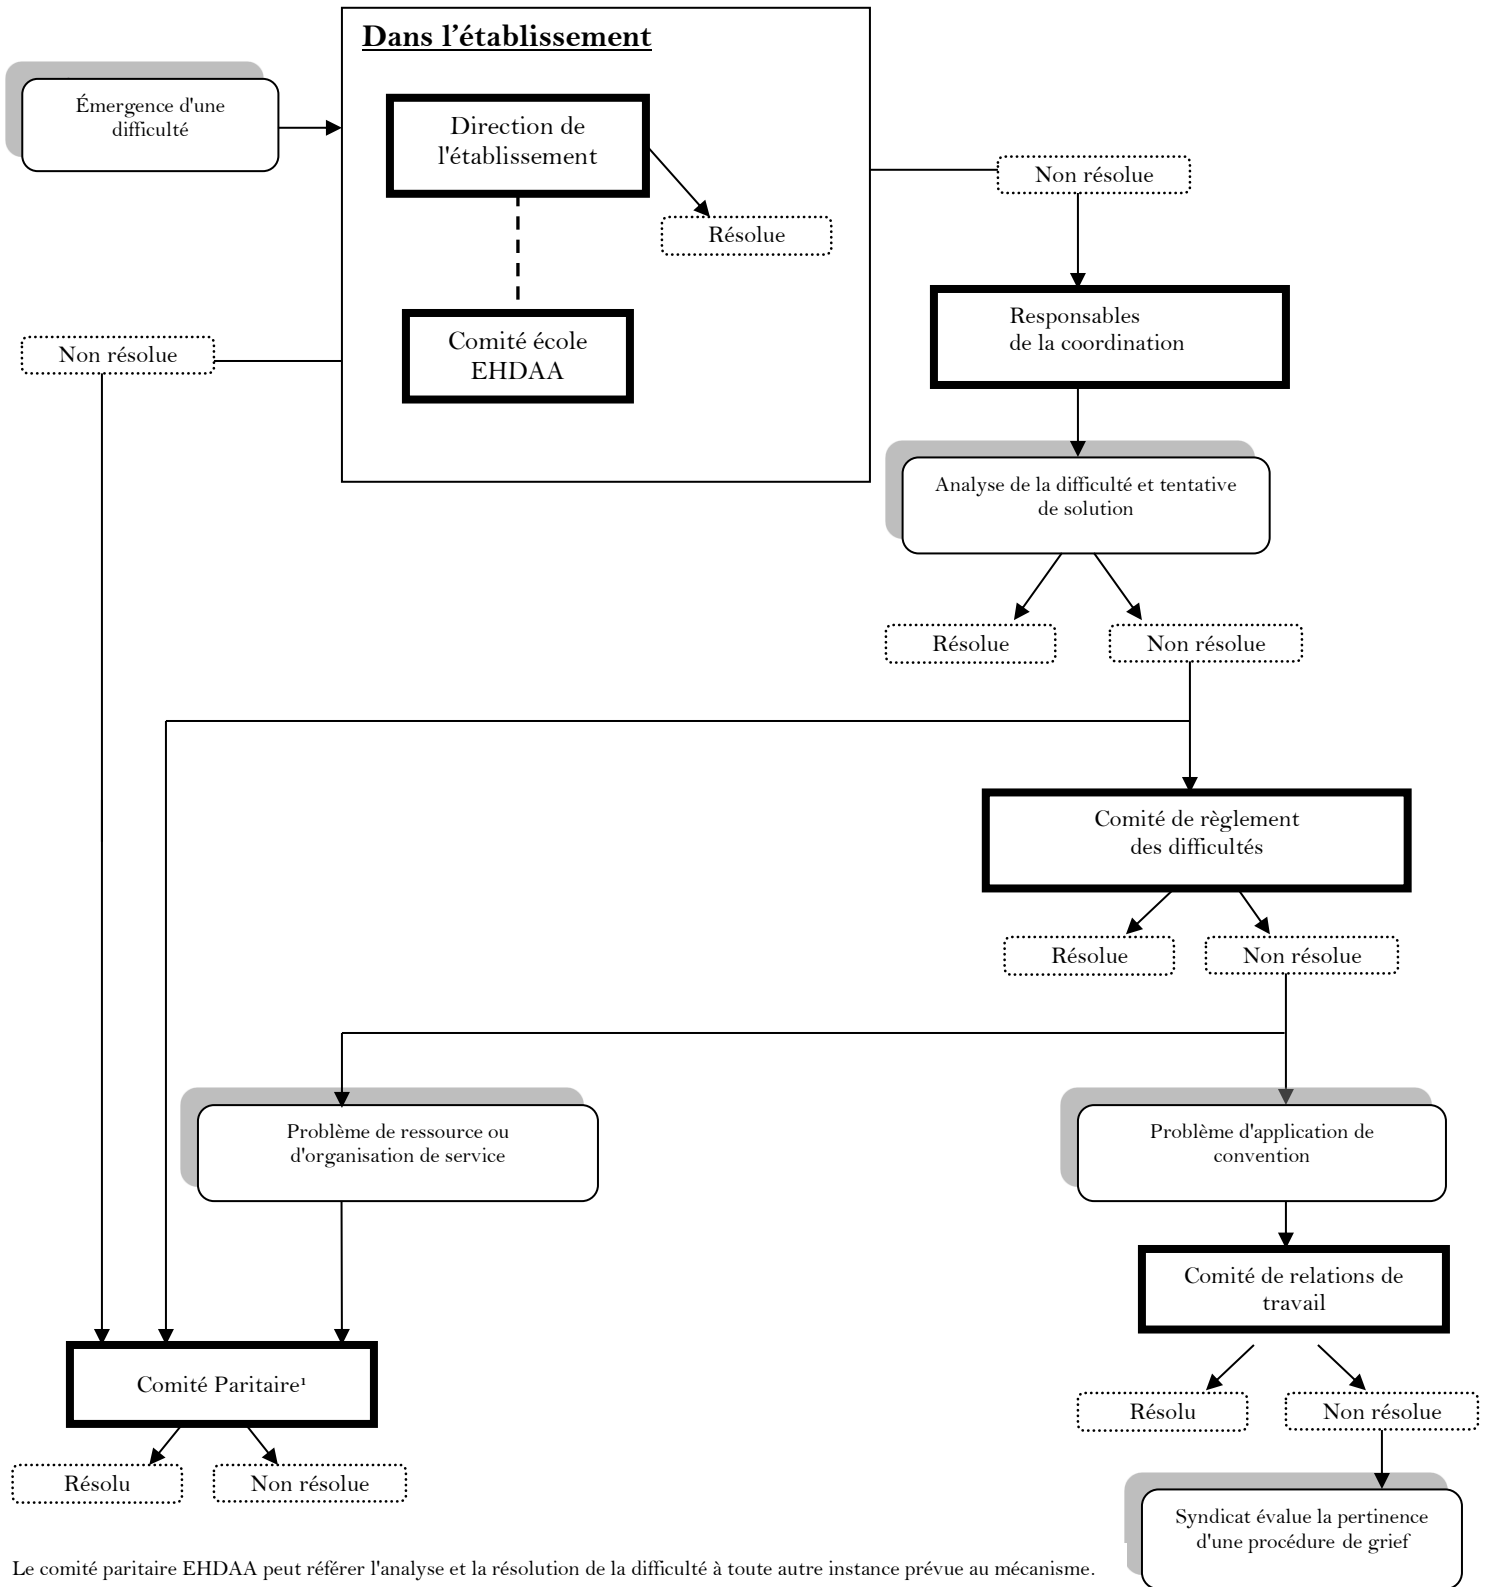 Dans l’établissement
Émergence d'une
difficulté
Direction de
l'établissement
Résolue
Non résolue
Comité école
EHDAA
Non résolue
Responsables
de la coordination
Analyse de la difficulté et tentative
de solution
Résolue
Non résolue
Comité de règlement
des difficultés
Résolue
Non résolue
Problème de ressource ou
d'organisation de service
Problème d'application de
convention
Comité de relations de
travail
Comité Paritaire¹
Résolu
Non résolue
Résolu
Non résolue
Syndicat évalue la pertinence
d'une procédure de grief
Le comité paritaire EHDAA peut référer l'analyse et la résolution de la difficulté à toute autre instance prévue au mécanisme.